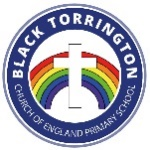 BLACK TORRINGTON
CHURCH OF ENGLAND PRIMARY SCHOOL